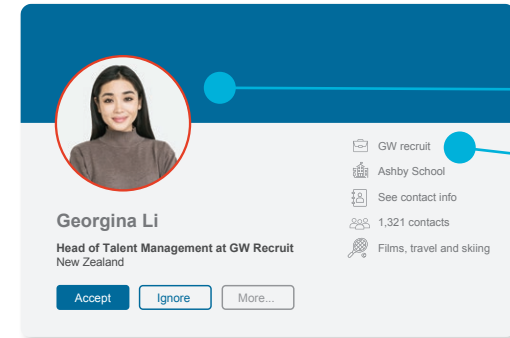 GW recruit
Ashby School
See contact info
1,321 contacts
Films, travel and skiing
Georgina Li
Head of Talent Management at GW Recruit
New Zealand
Accept
Ignore
More...